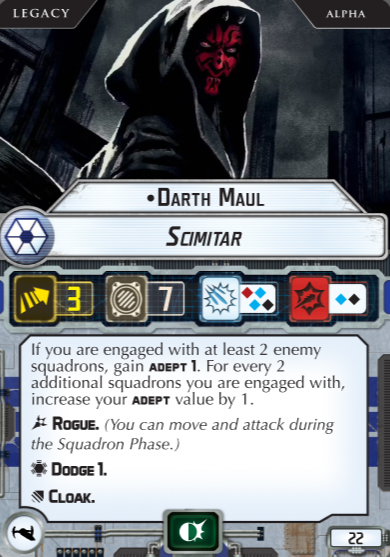 LEGACY
ALPHA
•DARTH MAUL
SCIMITAR
3
7
If you are engaged with at least 2 enemy
squadrons, gain ADEPT 1. For every 2
additional squadrons you are engaged with,
increase your ADEPT value by 1.
ROGUE. (You can move and attack during
the Squadron Phase.)
DODGE 1.
CLOAK.
22